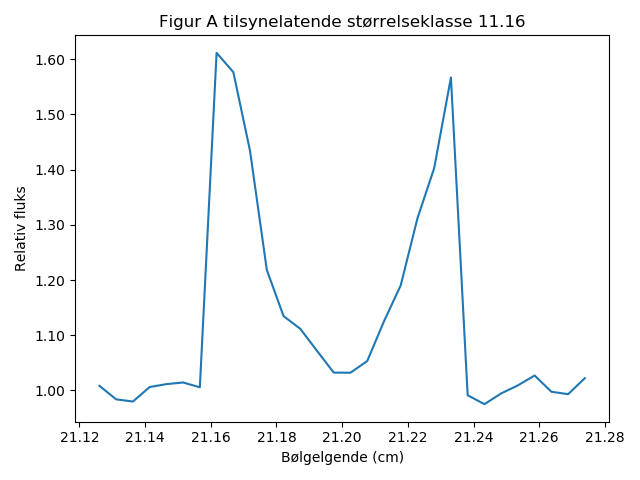 Figur A tilsynelatende størrelseklasse 11.16
1.60
1.50
1.40
1.30
1.20
1.10
1.00
Relativ fluks
21.12 21.14 21.16 21.18 21.20 21.22 21.24 21.26 21.28
Bølgelgende (cm)